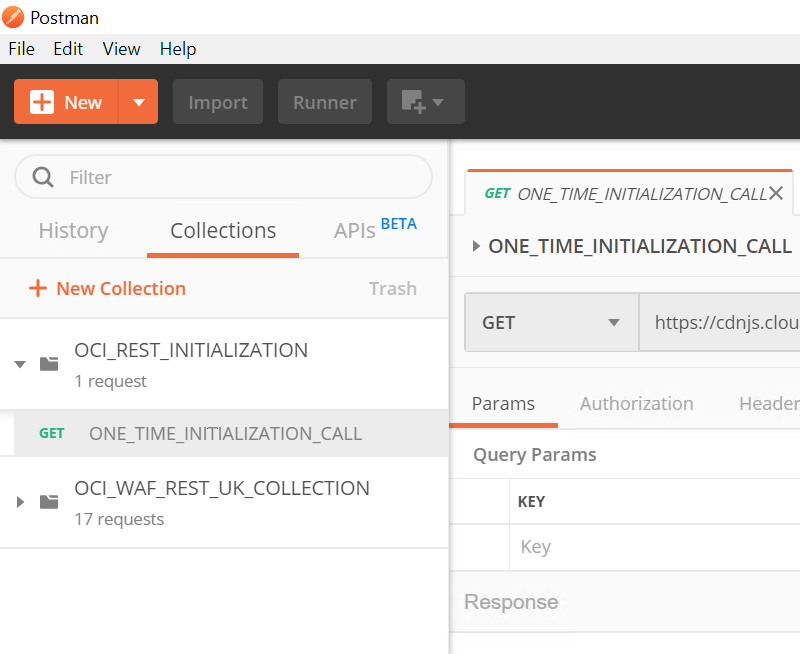 Postman
File Edit View Help
New Import Runner
Filter
History Collections APIs BETA
New Collection Trash
OCI_REST_INITIALIZATION
1 request
GET ONE_TIME_INITIALIZATION_CALL
OCI_WAF_REST_UK_COLLECTION
17 requests
GET ONE_TIME_INITIALIZATION_CALL
ONE_TIME_INITIALIZATION_CALL
GET https://cdnjs.clou
Params Authorization Header
Query Params
KEY
Key
Response